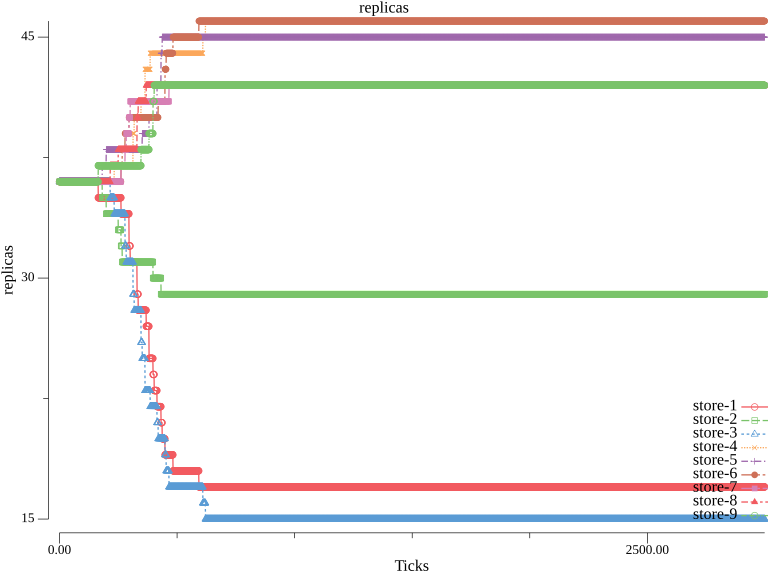 replicas
45
30
15
replicas
0.00
2500.00
Ticks
store-1
store-2
store-3
store-4
store-5
store-6
store-7
store-8
store-9